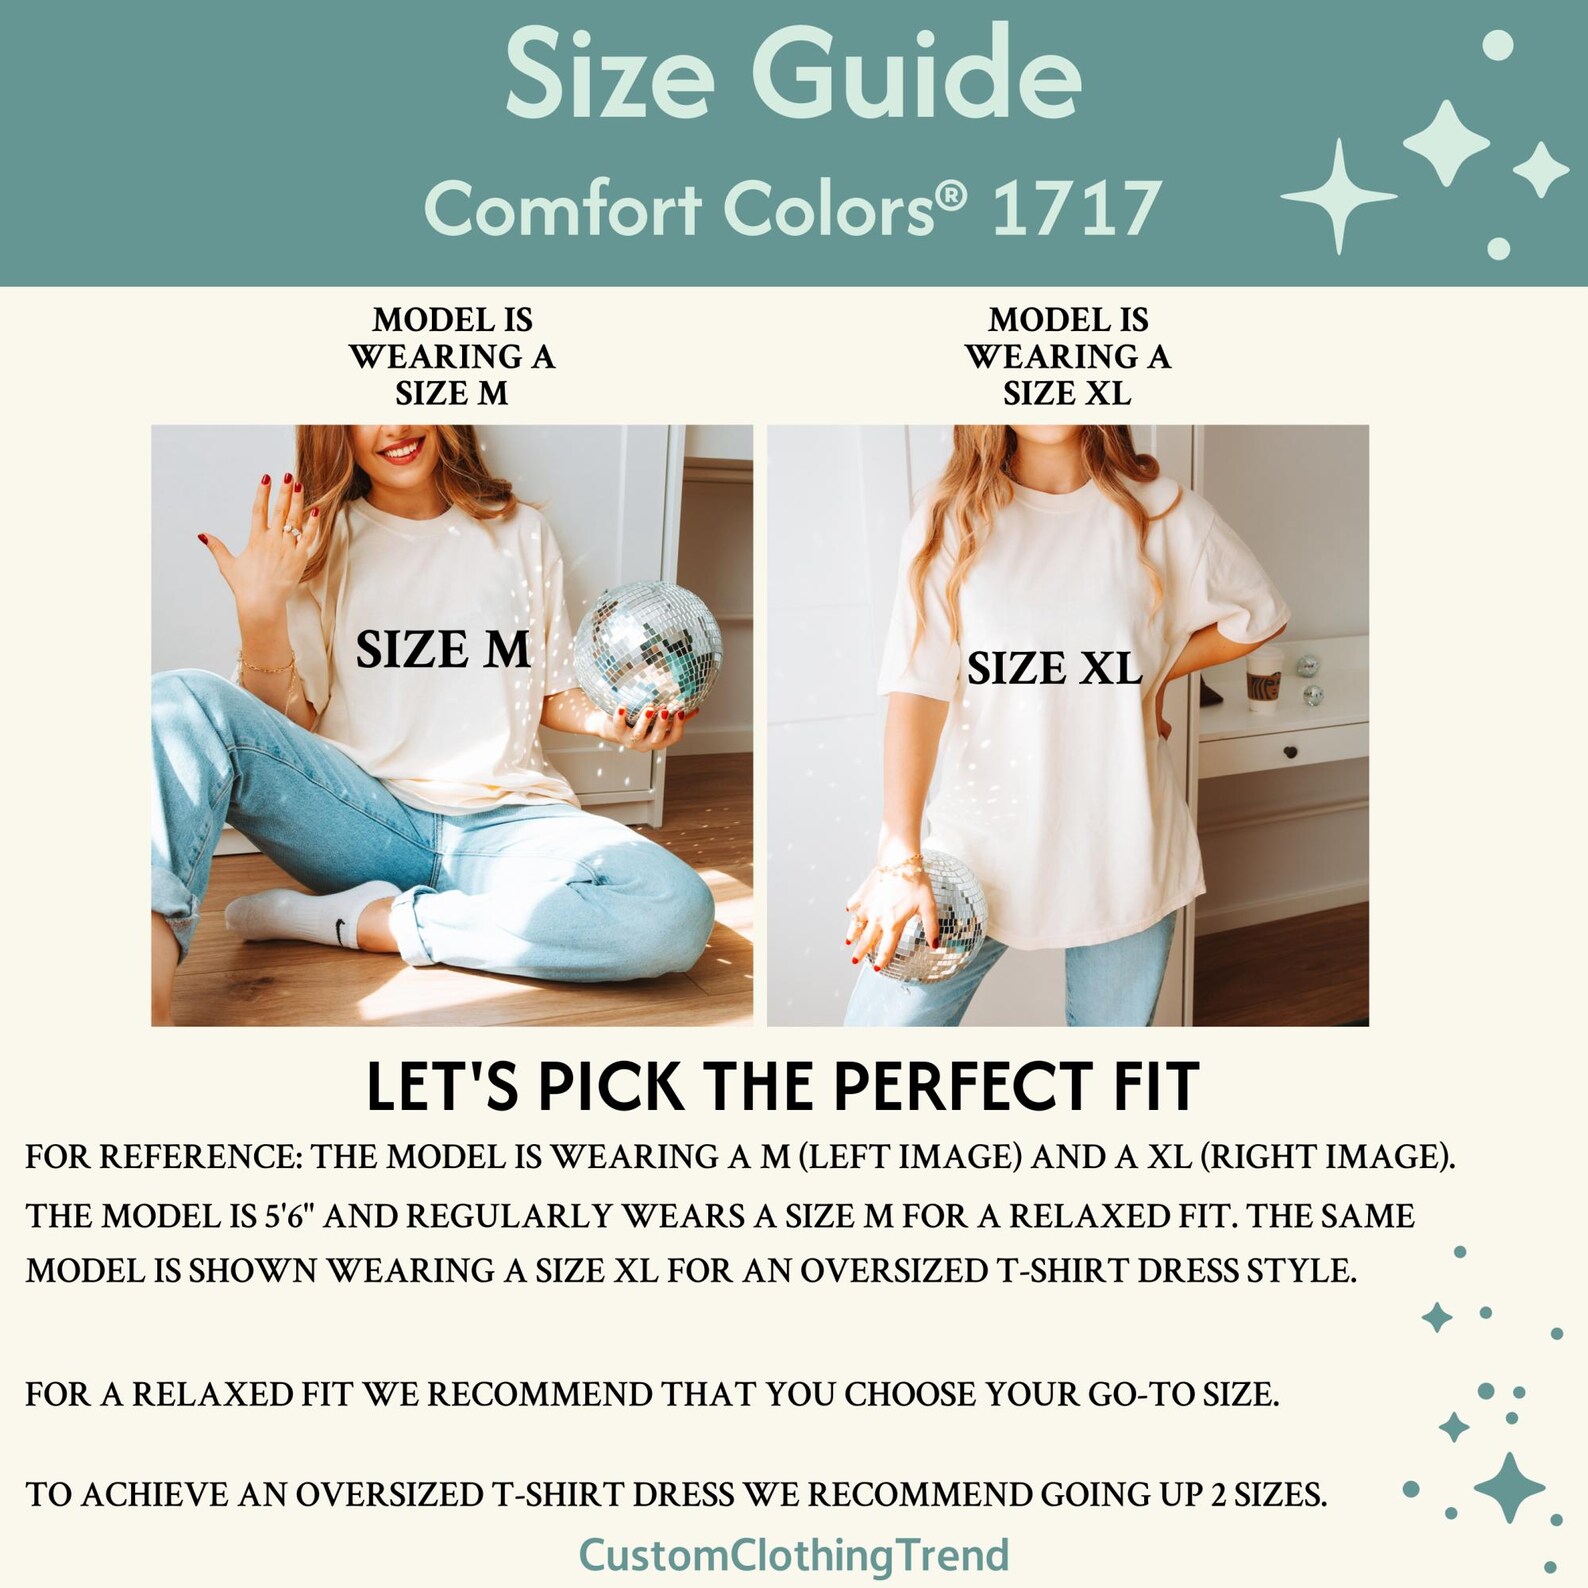 Size Guide
Comfort Colors® 1717
MODEL IS
WEARING A
SIZE M
MODEL IS
WEARING A
SIZE XL
SIZE M
SIZE XL
LET'S PICK THE PERFECT FIT
FOR REFERENCE: THE MODEL IS WEARING A M (LEFT IMAGE) AND A XL (RIGHT IMAGE).
THE MODEL IS 5'6" AND REGULARLY WEARS A SIZE M FOR A RELAXED FIT. THE SAME
MODEL IS SHOWN WEARING A SIZE XL FOR AN OVERSIZED T-SHIRT DRESS STYLE.
FOR A RELAXED FIT WE RECOMMEND THAT YOU CHOOSE YOUR GO-TO SIZE.
TO ACHIEVE AN OVERSIZED T-SHIRT DRESS WE RECOMMEND GOING UP 2 SIZES.
CustomClothingTrend